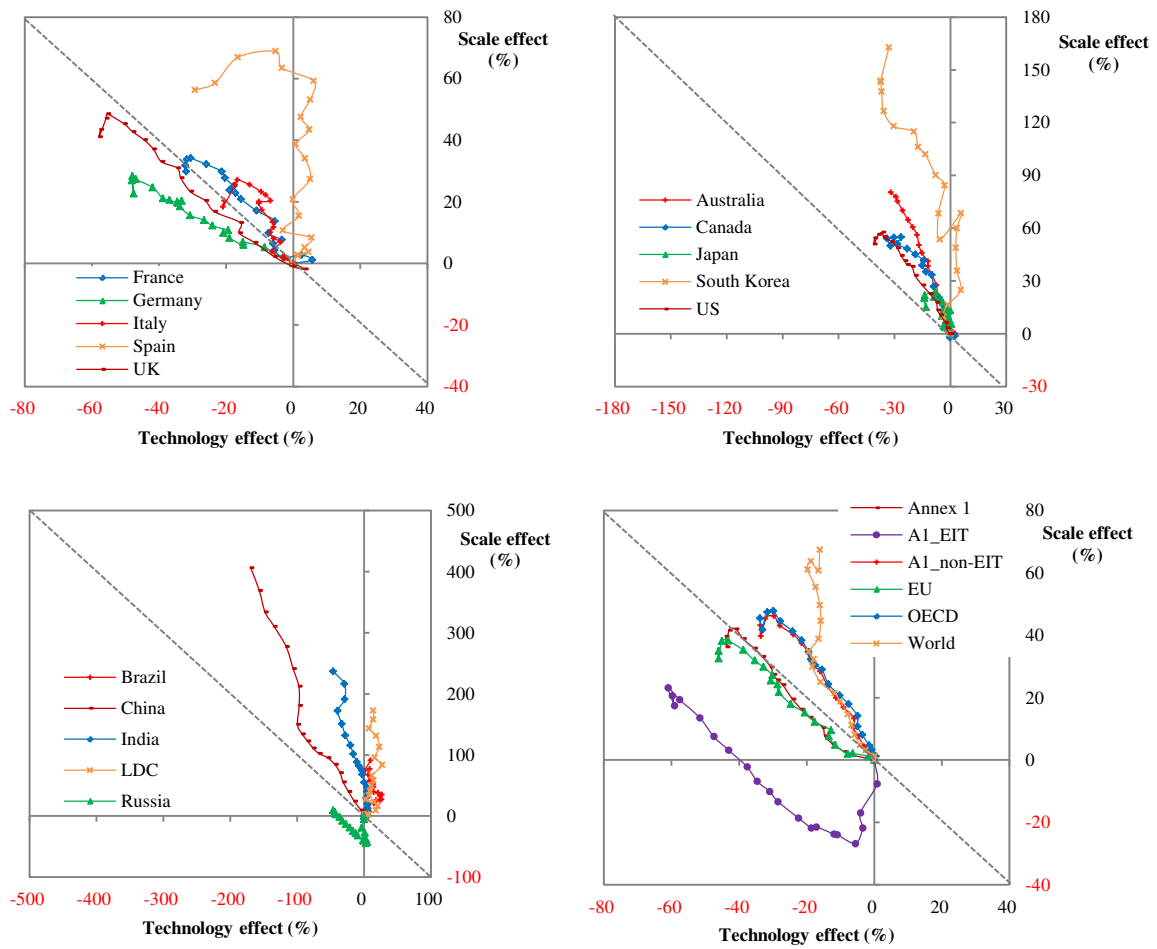 80
60
40
20
0
-20
-40
Scale effect
(%)
France
Germany
Italy
Spain
UK
-80 -60 -40 -20 0 20 40
Technology effect (%)
180
150
120
90
60
30
0
-30
Scale effect
(%)
Australia
Canada
Japan
South Korea
US
-180 -150 -120 -90 -60 -30 0 30
Technology effect (%)
500
400
300
200
100
0
-100
Scale effect
(%)
Brazil
China
India
LDC
Russia
-500 -400 -300 -200 -100 0 100
Technology effect (%)
80
60
40
20
0
-20
-40
Scale effect
(%)
Annex 1
A1_EIT
A1_non-EIT
EU
OECD
World
-80 -60 -40 -20 0 20 40
Technology effect (%)